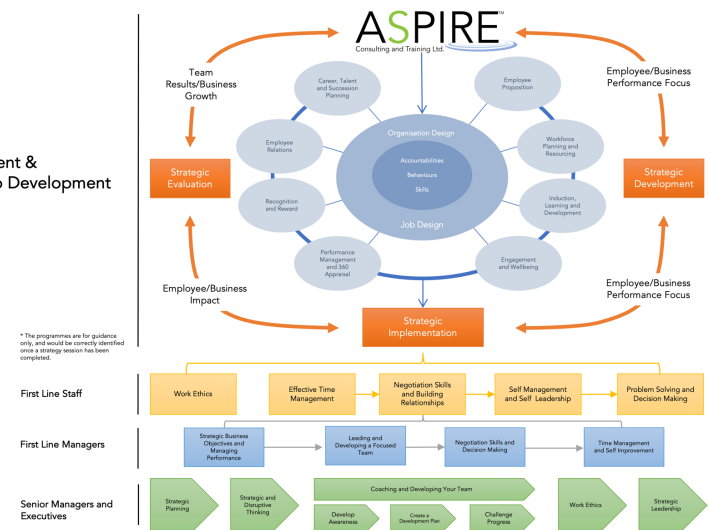 ASPIRE™
Consulting and Training Ltd.
Team
Results/Business
Growth
Employee/Business
Performance Focus
Career, Talent
and Succession
Planning
Employee
Proposition
Organisation Design
Employee
Relations
Workforce
Planning and
Resourcing
ent &
Development
Strategic
Evaluation
Accountabilities
Behaviours
Skills
Strategic
Development
Recognition
and Reward
Induction,
Learning and
Development
Job Design
Performance
Management
and 360
Appraisal
Engagement
and Wellbeing
Employee/Business
Impact
Employee/Business
Performance Focus
Strategic
Implementation
* The programmes are for guidance
only, and would be correctly identified
once a strategy session has been
completed.
First Line Staff
Work Ethics
Effective Time
Management
Negotiation Skills
and Building
Relationships
Self Management
and Self Leadership
Problem Solving and
Decision Making
First Line Managers
Strategic Business
Objectives and
Managing
Performance
Leading and
Developing a Focused
Team
Negotiation Skills and
Decision Making
Time Management
and Self Improvement
Senior Managers and
Executives
Strategic
Planning
Strategic and
Disruptive
Thinking
Coaching and Developing Your Team
Develop
Awareness
Create a
Development Plan
Challenge
Progress
Work Ethics
Strategic
Leadership